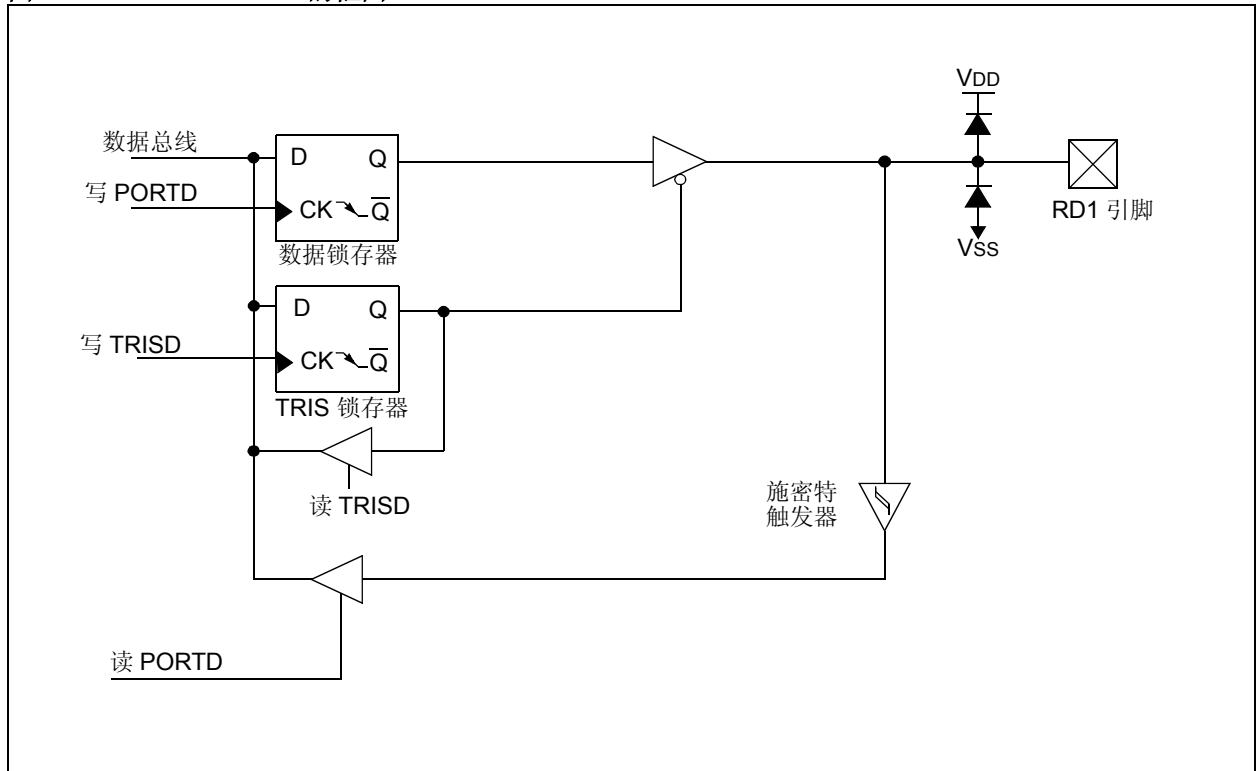 VDD
数据总线
D Q
写 PORTD
CK Q̅
RD1 引脚
数据锁存器
VSS
D Q
写 TRISD
CK Q̅
TRIS 锁存器
读 TRISD
施密特
触发器
读 PORTD